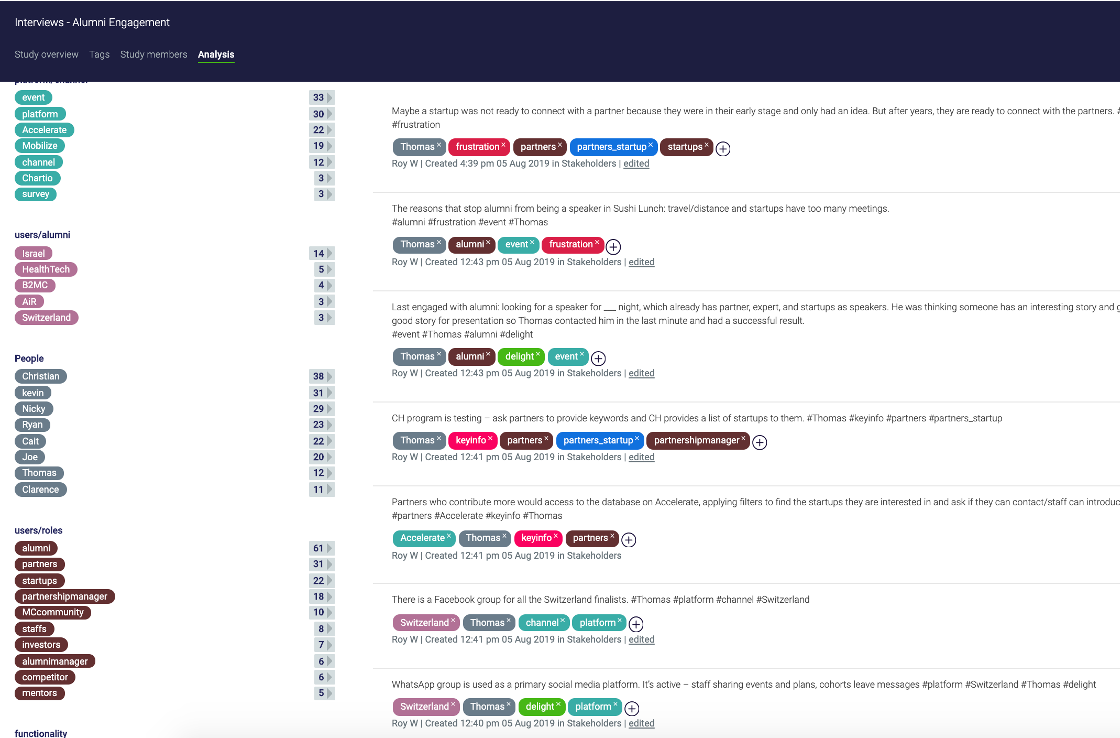 Interviews - Alumni Engagement
Study overview Tags Study members Analysis
event 33
platform 30
Accelerate 22
Mobilize 19
channel 12
Chartio 3
survey 3
users/alumni
Israel 14
HealthTech 5
B2MC 4
AiR 3
Switzerland 3
People
Christian 38
kevin 31
Nicky 29
Ryan 23
Cait 22
Joe 20
Thomas 12
Clarence 11
users/roles
alumni 61
partners 31
startups 22
partnershipmanager 18
MCcommunity 10
staffs 8
investors 7
alumnimanager 6
competitor 6
mentors 5
functionality
Maybe a startup was not ready to connect with a partner because they were in their early stage and only had an idea. But after years, they are ready to connect with the partners. #
#frustration
Thomas× frustration× partners× partners_startup× startups×
Roy W | Created 4:39 pm 05 Aug 2019 in Stakeholders | edited
The reasons that stop alumni from being a speaker in Sushi Lunch: travel/distance and startups have too many meetings.
#alumni #frustration #event #Thomas
Thomas× alumni× event× frustration×
Roy W | Created 12:43 pm 05 Aug 2019 in Stakeholders | edited
Last engaged with alumni: looking for a speaker for ___ night, which already has partner, expert, and startups as speakers. He was thinking someone has an interesting story and g
good story for presentation so Thomas contacted him in the last minute and had a successful result.
#event #Thomas #alumni #delight
Thomas× alumni× delight× event×
Roy W | Created 12:43 pm 05 Aug 2019 in Stakeholders | edited
CH program is testing – ask partners to provide keywords and CH provides a list of startups to them. #Thomas #keyinfo #partners #partners_startup
Thomas× keyinfo× partners× partners_startup× partnershipmanager×
Roy W | Created 12:41 pm 05 Aug 2019 in Stakeholders | edited
Partners who contribute more would access to the database on Accelerate, applying filters to find the startups they are interested in and ask if they can contact/staff can introduc
#partners #Accelerate #keyinfo #Thomas
Accelerate× Thomas× keyinfo× partners×
Roy W | Created 12:41 pm 05 Aug 2019 in Stakeholders
There is a Facebook group for all the Switzerland finalists. #Thomas #platform #channel #Switzerland
Switzerland× Thomas× channel× platform×
Roy W | Created 12:41 pm 05 Aug 2019 in Stakeholders | edited
WhatsApp group is used as a primary social media platform. It's active – staff sharing events and plans, cohorts leave messages #platform #Switzerland #Thomas #delight
Switzerland× Thomas× delight× platform×
Roy W | Created 12:40 pm 05 Aug 2019 in Stakeholders | edited